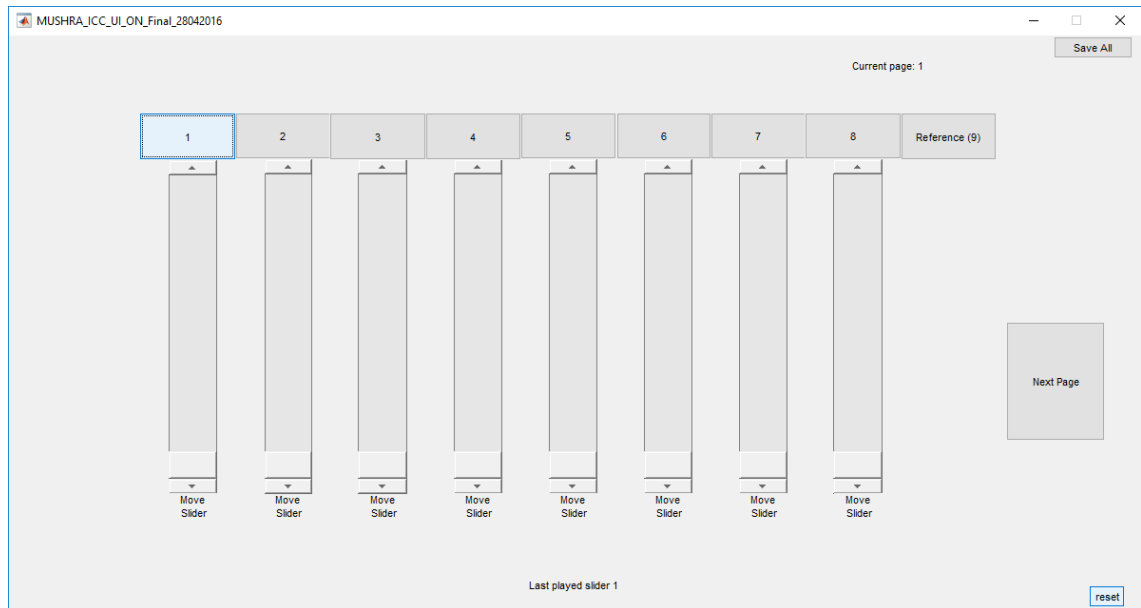 MUSHRA_ICC_UI_ON_Final_28042016
Save All
Current page: 1
1
2
3
4
5
6
7
8
Reference (9)
Next Page
Move
Slider
Move
Slider
Move
Slider
Move
Slider
Move
Slider
Move
Slider
Move
Slider
Move
Slider
Last played slider 1
reset